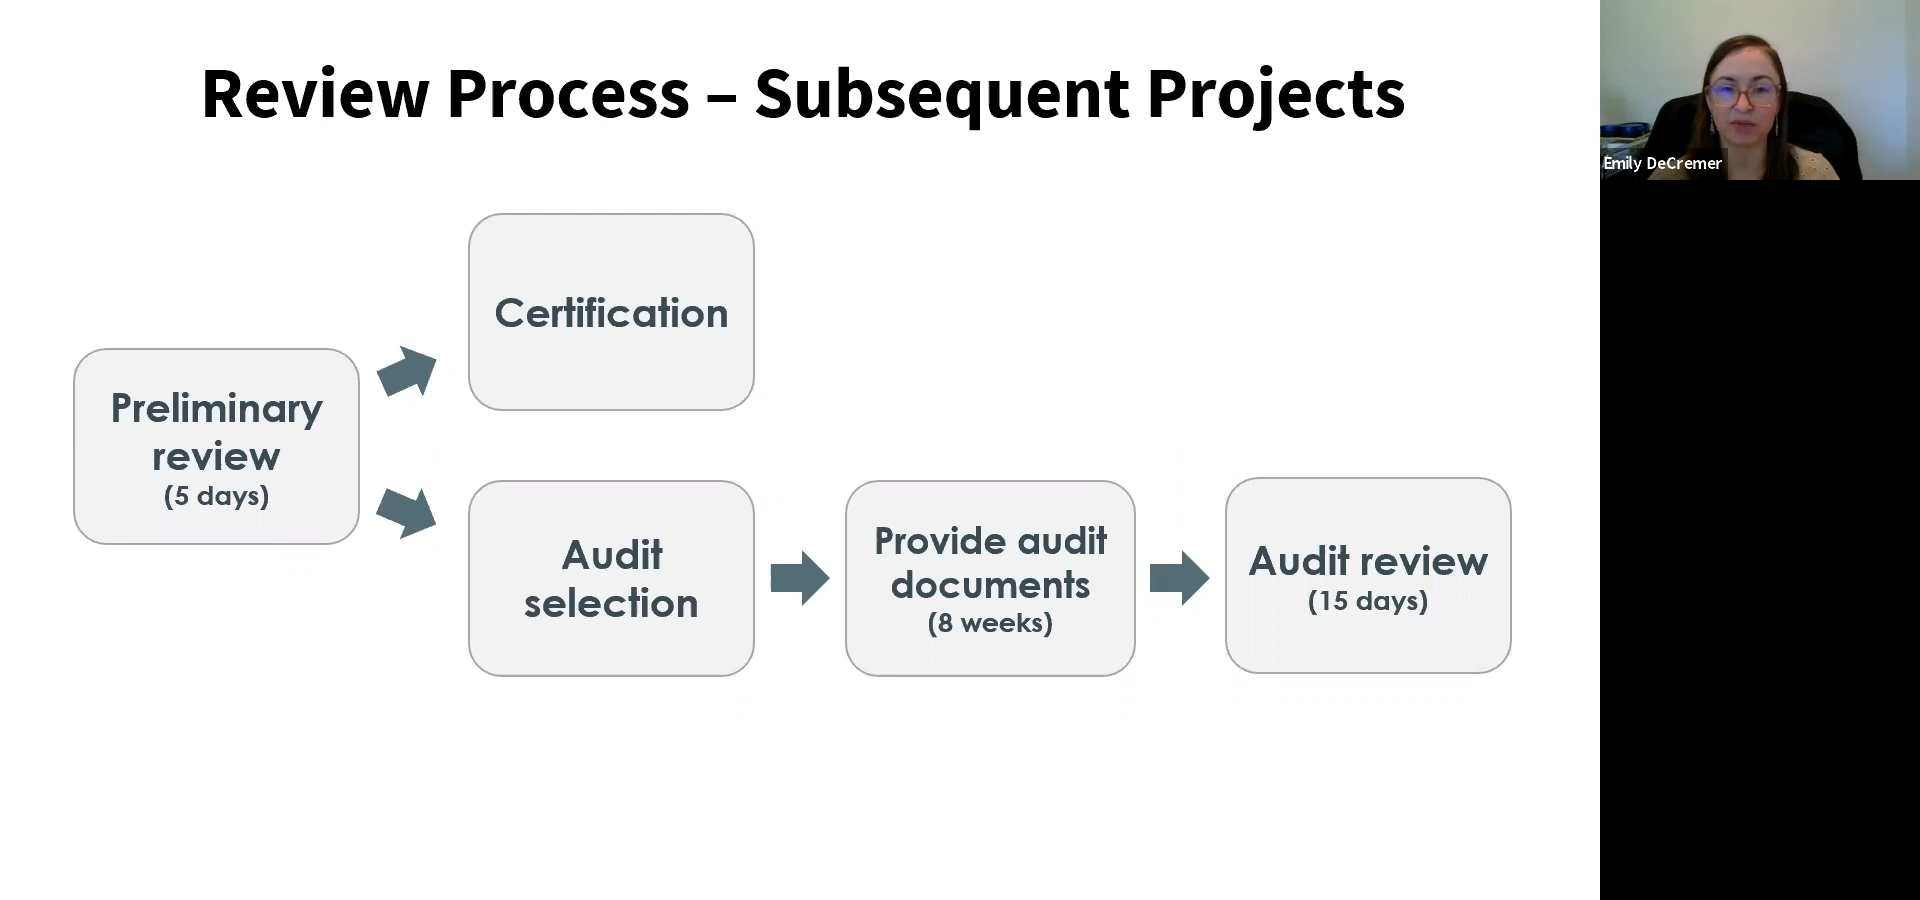 Review Process – Subsequent Projects
Emily DeCremer
Certification
Preliminary
review
(5 days)
Audit
selection
Provide audit
documents
(8 weeks)
Audit review
(15 days)